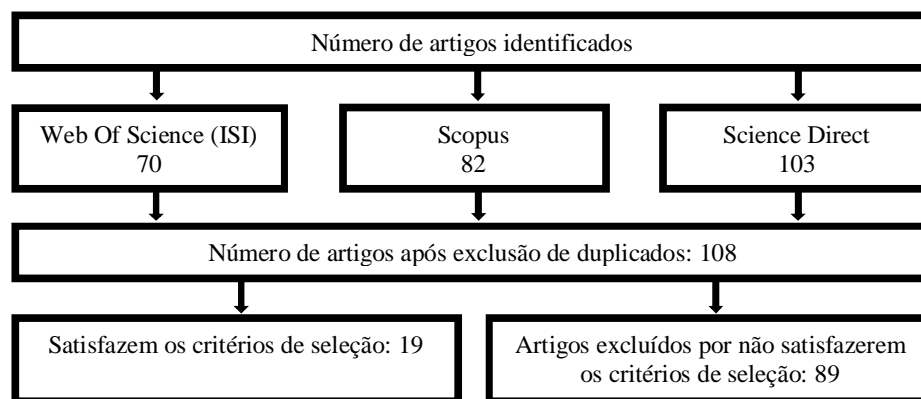 Número de artigos identificados
Web Of Science (ISI)
70
Scopus
82
Science Direct
103
Número de artigos após exclusão de duplicados: 108
Satisfazem os critérios de seleção: 19
Artigos excluídos por não satisfazerem
os critérios de seleção: 89